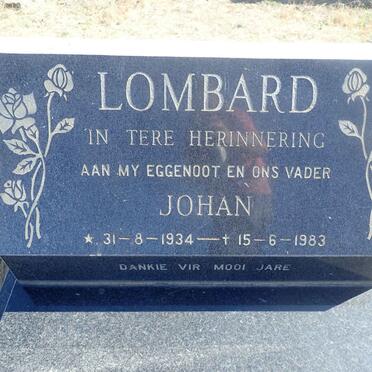 LOMBARD
'N TERE HERINNERING
AAN MY EGGENOOT EN ONS VADER
JOHAN
* 31-8-1934 — † 15-6-1983
DANKIE VIR MOOI JARE